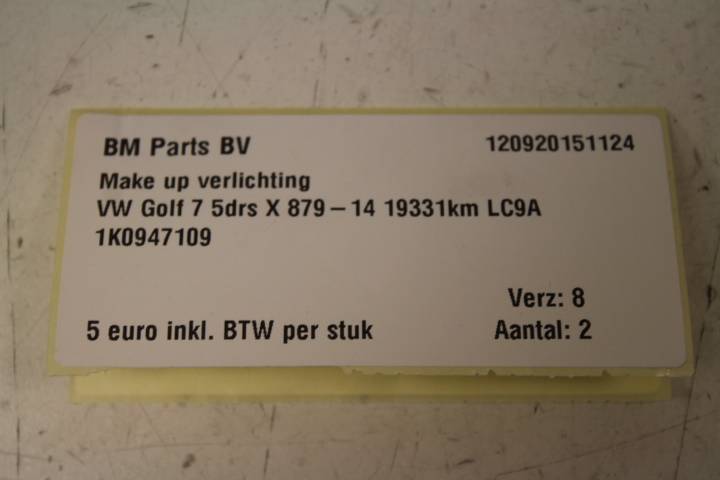 BM Parts BV 120920151124
Make up verlichting
VW Golf 7 5drs X 879-14 19331km LC9A
1K0947109
Verz: 8
5 euro inkl. BTW per stuk Aantal: 2